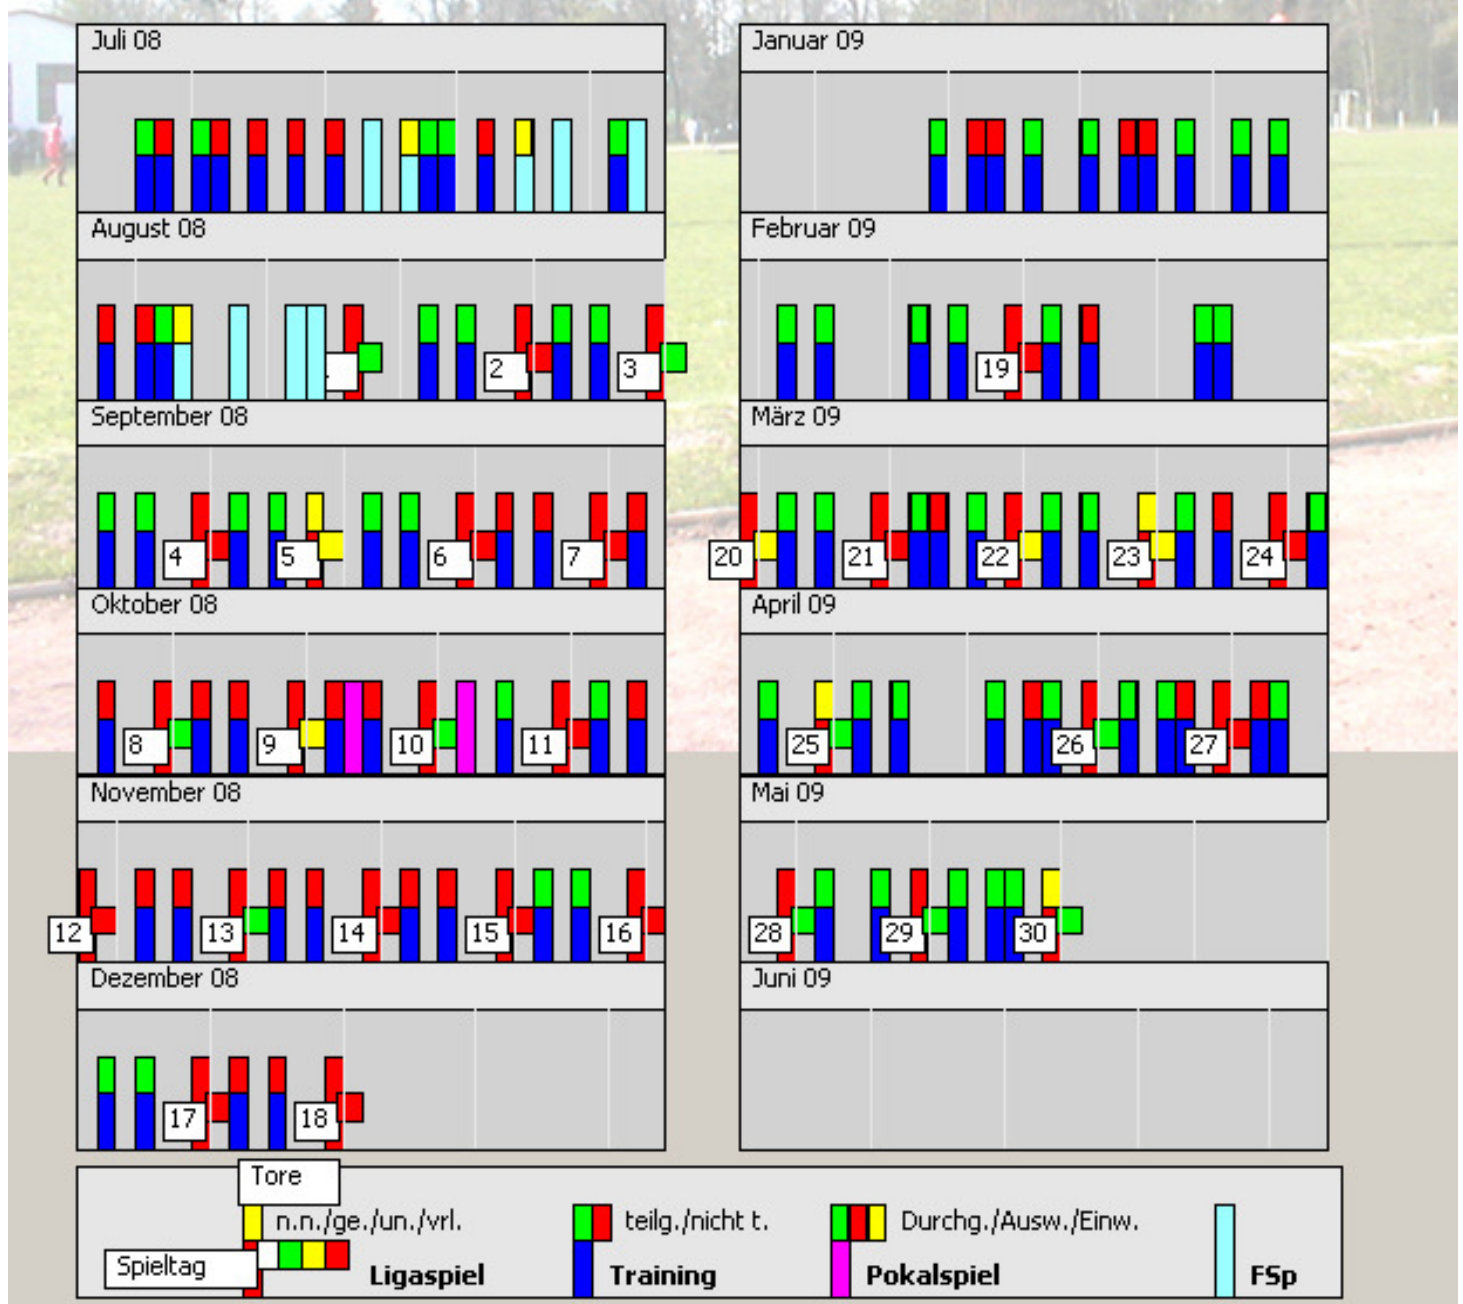 Juli 08
August 08
2
3
September 08
4
5
6
7
Oktober 08
8
9
10
11
November 08
12
13
14
15
16
Dezember 08
17
18
Januar 09
Februar 09
19
März 09
20
21
22
23
24
April 09
25
26
27
Mai 09
28
29
30
Juni 09
Tore
n.n./ge./un./vrl.
teilg./nicht t.
Durchg./Ausw./Einw.
Spieltag
Ligaspiel
Training
Pokalspiel
FSp